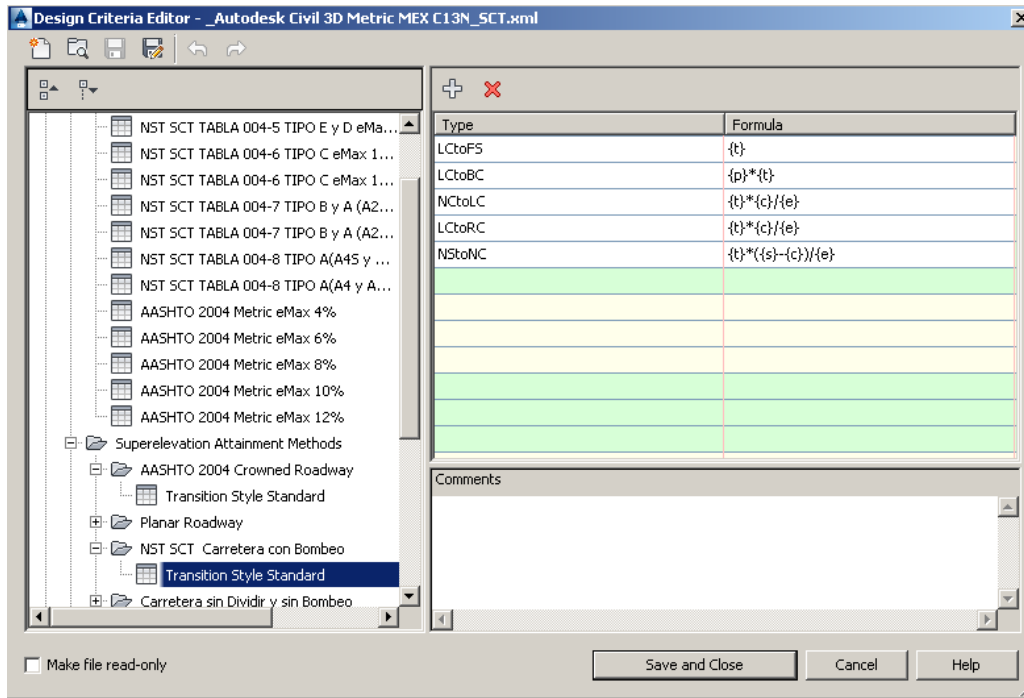 Design Criteria Editor - _Autodesk Civil 3D Metric MEX C13N_SCT.xml
NST SCT TABLA 004-5 TIPO E y D eMa...
NST SCT TABLA 004-6 TIPO C eMax 1...
NST SCT TABLA 004-6 TIPO C eMax 1...
NST SCT TABLA 004-7 TIPO B y A (A2...
NST SCT TABLA 004-7 TIPO B y A (A2...
NST SCT TABLA 004-8 TIPO A(A4S y ...
NST SCT TABLA 004-8 TIPO A(A4 y A...
AASHTO 2004 Metric eMax 4%
AASHTO 2004 Metric eMax 6%
AASHTO 2004 Metric eMax 8%
AASHTO 2004 Metric eMax 10%
AASHTO 2004 Metric eMax 12%
Superelevation Attainment Methods
AASHTO 2004 Crowned Roadway
Transition Style Standard
Planar Roadway
NST SCT Carretera con Bombeo
Transition Style Standard
Carretera sin Dividir y sin Bombeo
Type Formula
LCtoFS {t}
LCtoBC {p}*{t}
NCtoLC {t}*{c}/{e}
LCtoRC {t}*{c}/{e}
NStoNC {t}*({s}-{c})/{e}
Comments
Make file read-only
Save and Close
Cancel
Help